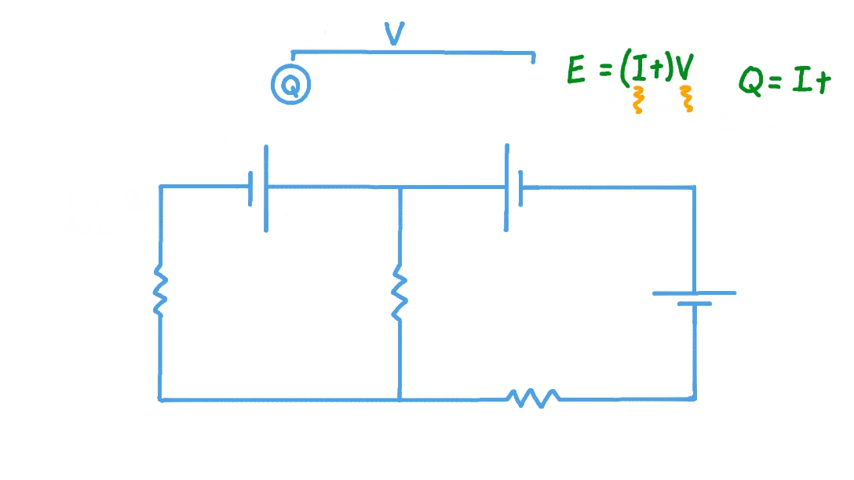 V
Q
E = (It)V
Q = It